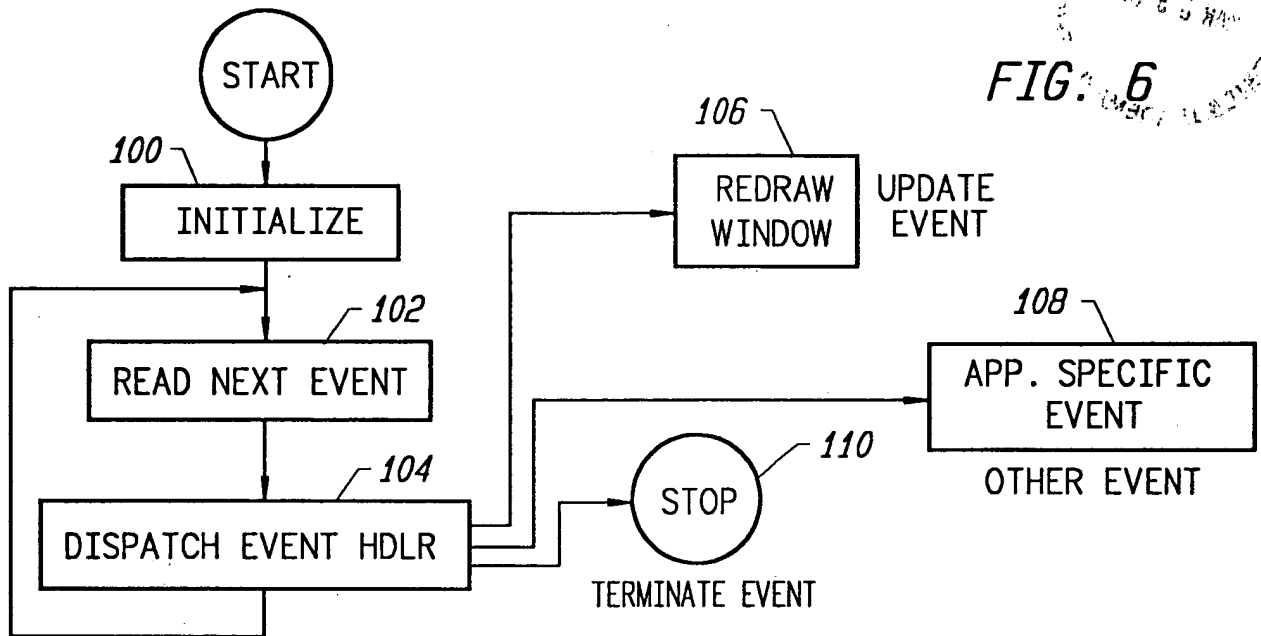 START
FIG. 6
100
INITIALIZE
106
REDRAW
WINDOW
UPDATE
EVENT
102
READ NEXT EVENT
108
APP. SPECIFIC
EVENT
OTHER EVENT
104
DISPATCH EVENT HDLR
110
STOP
TERMINATE EVENT